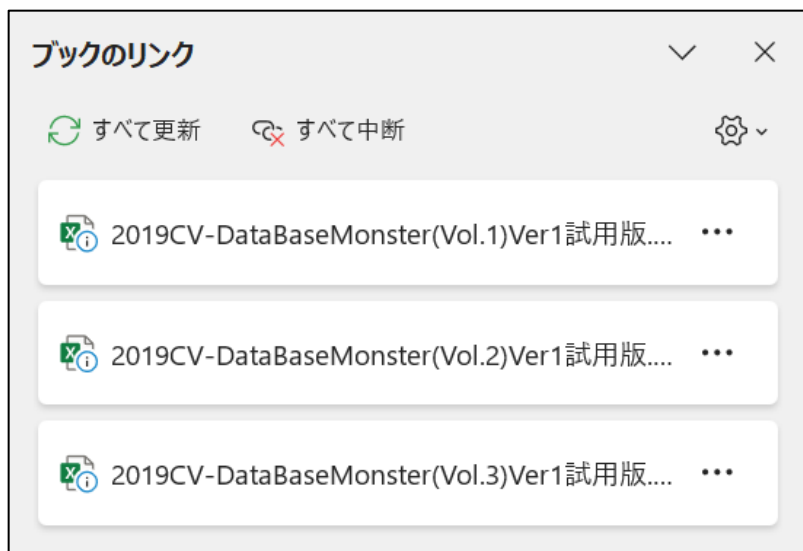 ブックのリンク
すべて更新 すべて中断
2019CV-DataBaseMonster(Vol.1)Ver1試用版....
2019CV-DataBaseMonster(Vol.2)Ver1試用版....
2019CV-DataBaseMonster(Vol.3)Ver1試用版....